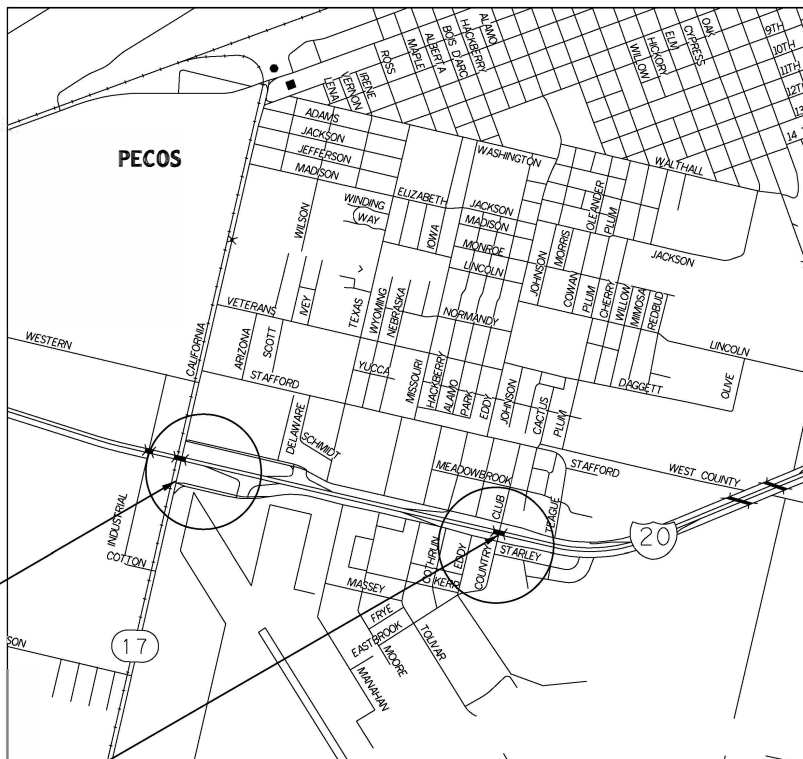 ALAMO
HACKBERRY
BOIS D'ARC
ALBERTA
MAPLE
ROSS
IRENE
VERNON
LENA
OAK
CYPRESS
ELM
HICKORY
WILLOW
9TH
10TH
11TH
12TH
13
14
ADAMS
JACKSON
JEFFERSON
MADISON
WASHINGTON
WALTHALL
PECOS
WINDING
WAY
ELIZABETH
JACKSON
MADISON
MONROE
LINCOLN
OLEANDER
PLUM
WILSON
IOWA
JOHNSON
MORRIS
COWAN
PLUM
CHERRY
WILLOW
MIMOSA
REDBUD
JACKSON
VETERANS
IVEY
TEXAS
WYOMING
NEBRASKA
NORMANDY
LINCOLN
WESTERN
CALIFORNIA
ARIZONA
SCOTT
STAFFORD
YUCCA
MISSOURI
HACKBERRY
ALAMO
PARK
EDDY
JOHNSON
CACTUS
PLUM
DAGGETT
OLIVE
DELAWARE
SCHMIDT
MEADOWBROOK
STAFFORD
WEST COUNTY
INDUSTRIAL
COTTON
COTHRUN
EDDY
COUNTRY CLUB
TEAGUE
STARLEY
20
MASSEY
KERR
FRYE
EASTBROOK
MOORE
TOLIVAR
MANAHAN
SON
17